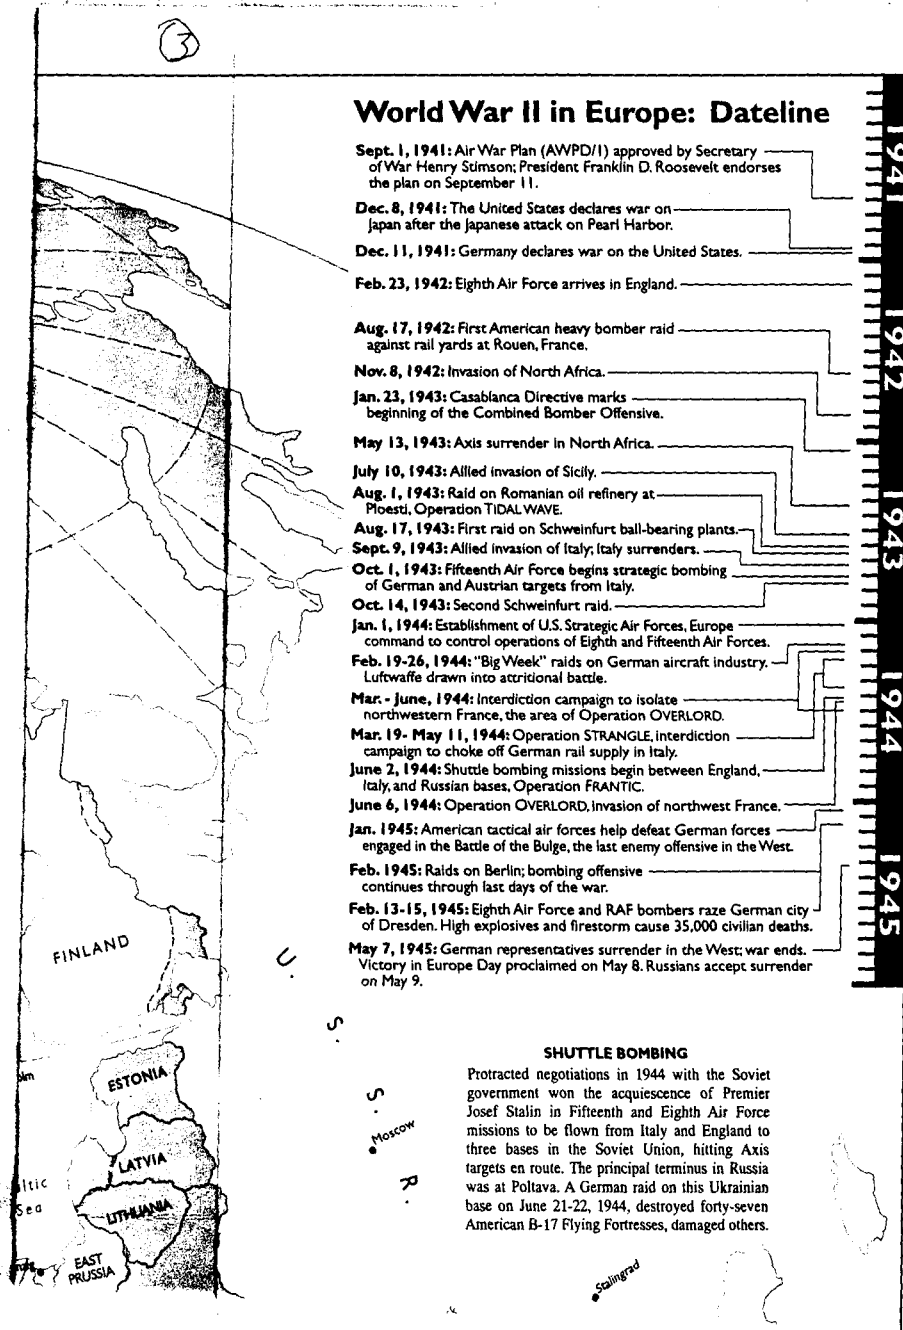 3
World War II in Europe: Dateline
Sept. 1, 1941: Air War Plan (AWPD/1) approved by Secretary
of War Henry Stimson; President Franklin D. Roosevelt endorses
the plan on September 11.
Dec. 8, 1941: The United States declares war on
Japan after the Japanese attack on Pearl Harbor.
Dec. 11, 1941: Germany declares war on the United States.
Feb. 23, 1942: Eighth Air Force arrives in England.
Aug. 17, 1942: First American heavy bomber raid
against rail yards at Rouen, France.
Nov. 8, 1942: Invasion of North Africa.
Jan. 23, 1943: Casablanca Directive marks
beginning of the Combined Bomber Offensive.
May 13, 1943: Axis surrender in North Africa.
July 10, 1943: Allied invasion of Sicily.
Aug. 1, 1943: Raid on Romanian oil refinery at
Ploesti, Operation TIDAL WAVE.
Aug. 17, 1943: First raid on Schweinfurt ball-bearing plants.
Sept. 9, 1943: Allied invasion of Italy; Italy surrenders.
Oct. 1, 1943: Fifteenth Air Force begins strategic bombing
of German and Austrian targets from Italy.
Oct. 14, 1943: Second Schweinfurt raid.
Jan. 1, 1944: Establishment of U.S. Strategic Air Forces, Europe
command to control operations of Eighth and Fifteenth Air Forces.
Feb. 19-26, 1944: "Big Week" raids on German aircraft industry.
Luftwaffe drawn into attritional battle.
Mar. - June, 1944: Interdiction campaign to isolate
northwestern France, the area of Operation OVERLORD.
Mar. 19- May 11, 1944: Operation STRANGLE, interdiction
campaign to choke off German rail supply in Italy.
June 2, 1944: Shuttle bombing missions begin between England,
Italy, and Russian bases, Operation FRANTIC.
June 6, 1944: Operation OVERLORD, invasion of northwest France.
Jan. 1945: American tactical air forces help defeat German forces
engaged in the Battle of the Bulge, the last enemy offensive in the West.
Feb. 1945: Raids on Berlin; bombing offensive
continues through last days of the war.
Feb. 13-15, 1945: Eighth Air Force and RAF bombers raze German city
of Dresden. High explosives and firestorm cause 35,000 civilian deaths.
May 7, 1945: German representatives surrender in the West; war ends.
Victory in Europe Day proclaimed on May 8. Russians accept surrender
on May 9.
1941
1942
1943
1944
1945
FINLAND
U. S. S. R.
olm
ESTONIA
LATVIA
ltic
Sea
LITHUANIA
EAST
PRUSSIA
Moscow
Stalingrad
SHUTTLE BOMBING
Protracted negotiations in 1944 with the Soviet
government won the acquiescence of Premier
Josef Stalin in Fifteenth and Eighth Air Force
missions to be flown from Italy and England to
three bases in the Soviet Union, hitting Axis
targets en route. The principal terminus in Russia
was at Poltava. A German raid on this Ukrainian
base on June 21-22, 1944, destroyed forty-seven
American B-17 Flying Fortresses, damaged others.